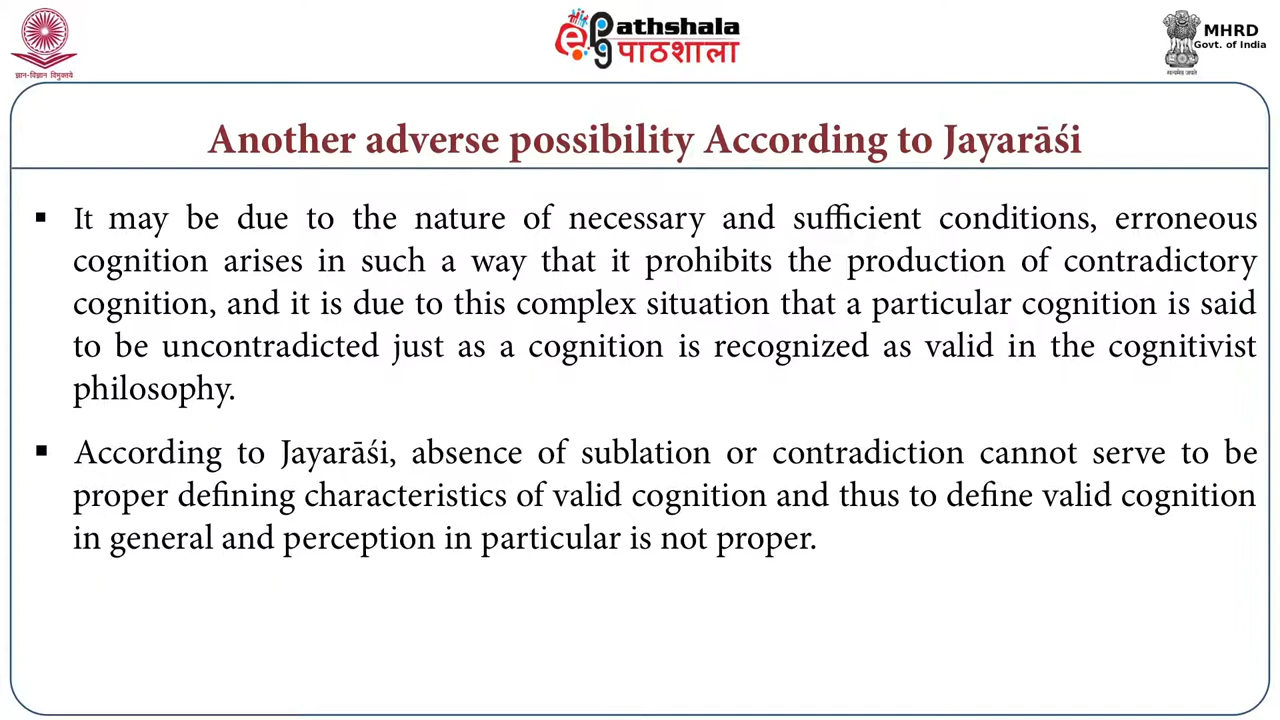 ePathshala
पाठशाला
MHRD
Govt. of India
ज्ञान-विज्ञान विमुक्तये
सत्यमेव जयते
Another adverse possibility According to Jayarāśi
▪ It may be due to the nature of necessary and sufficient conditions, erroneous
cognition arises in such a way that it prohibits the production of contradictory
cognition, and it is due to this complex situation that a particular cognition is said
to be uncontradicted just as a cognition is recognized as valid in the cognitivist
philosophy.
▪ According to Jayarāśi, absence of sublation or contradiction cannot serve to be
proper defining characteristics of valid cognition and thus to define valid cognition
in general and perception in particular is not proper.